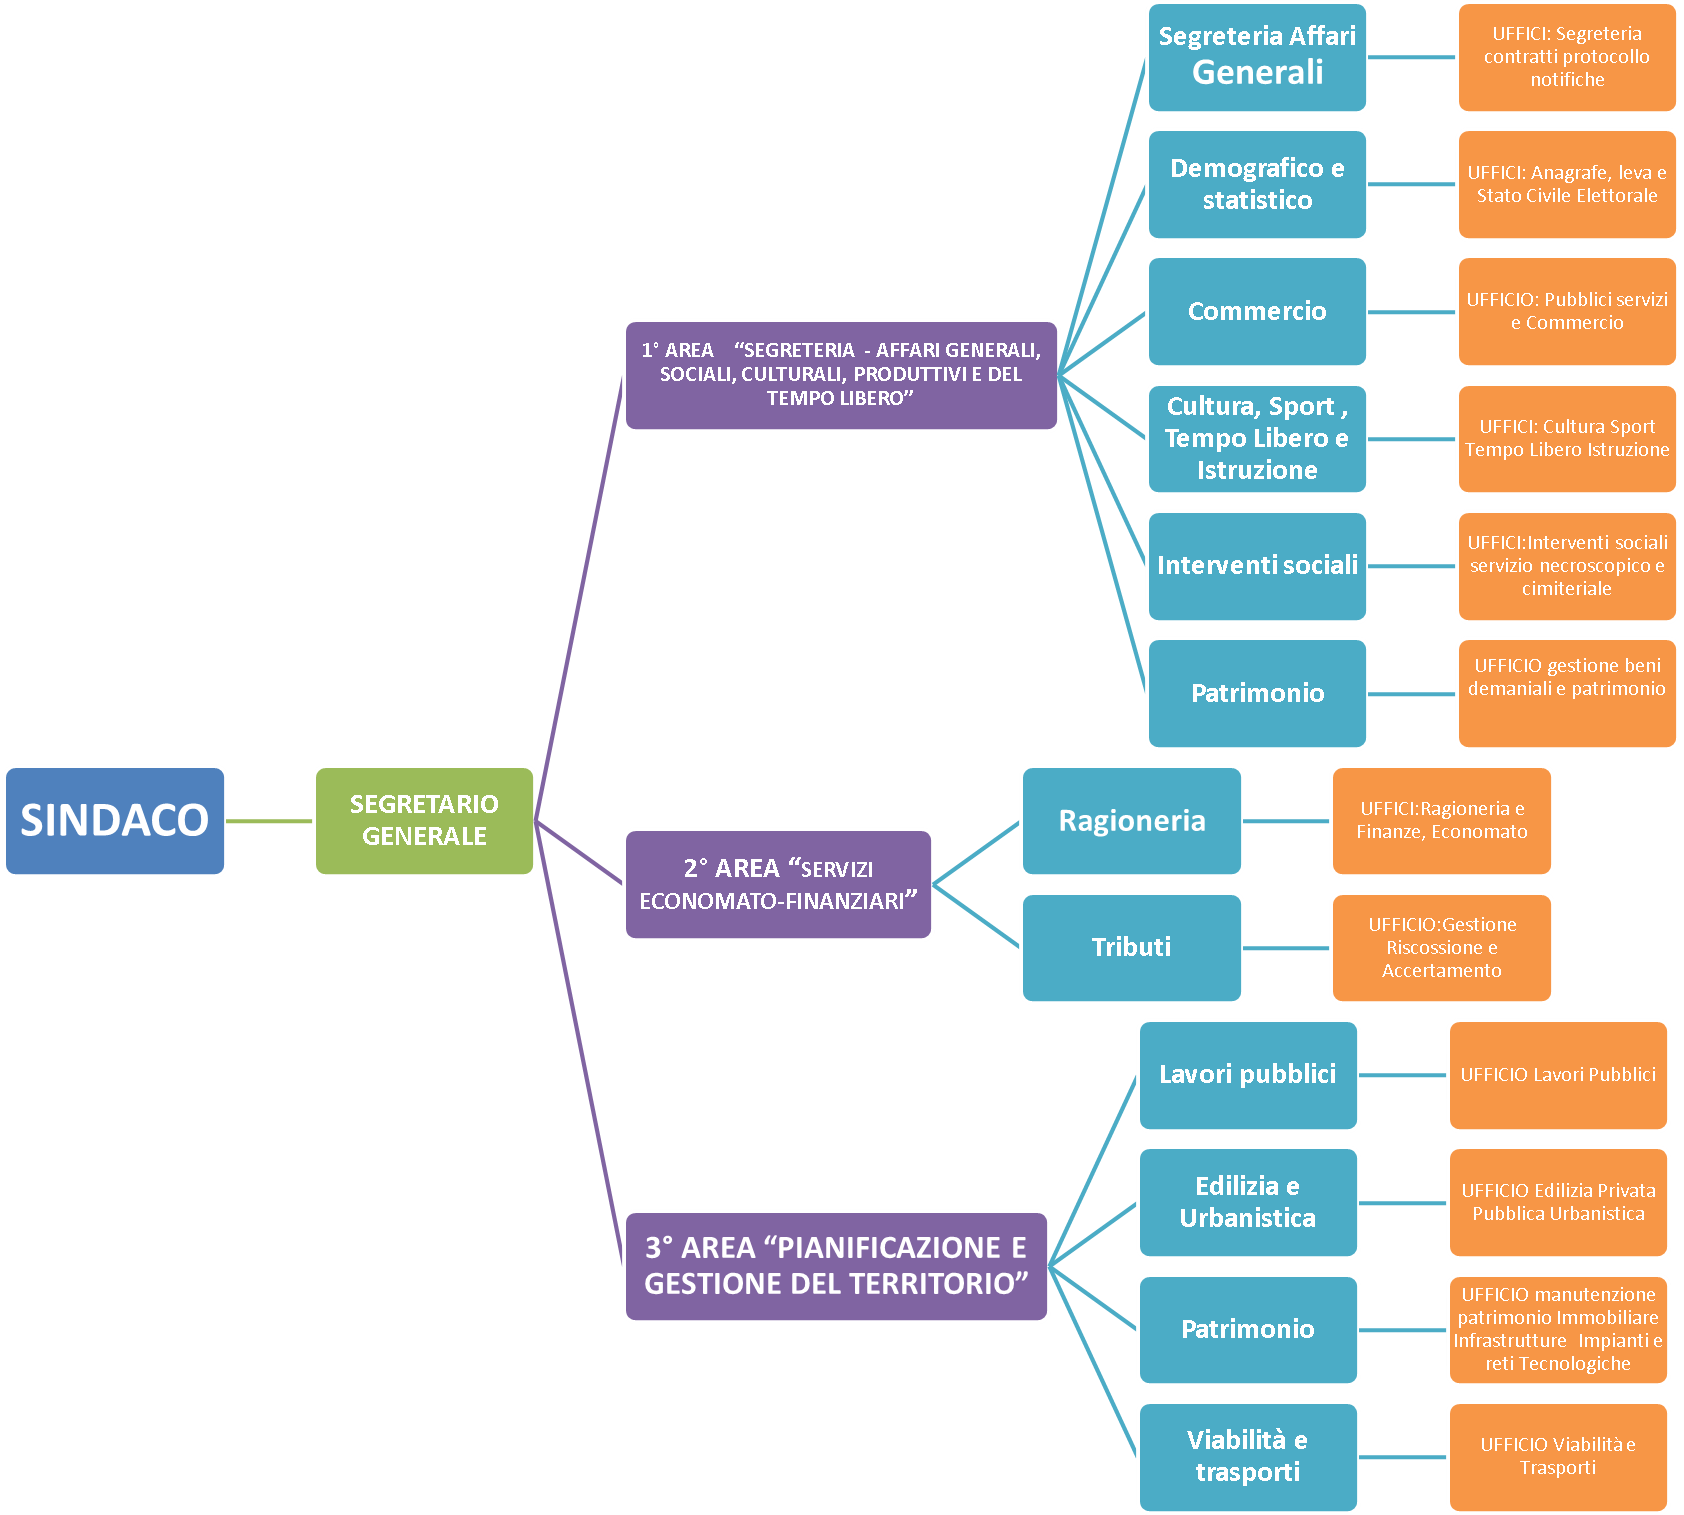 SINDACO
SEGRETARIO
GENERALE
1° AREA    “SEGRETERIA  - AFFARI GENERALI,
SOCIALI, CULTURALI, PRODUTTIVI E DEL
TEMPO LIBERO”
Segreteria Affari
Generali
UFFICI: Segreteria
contratti protocollo
notifiche
Demografico e
statistico
UFFICI: Anagrafe, leva e
Stato Civile Elettorale
Commercio
UFFICIO: Pubblici servizi
e Commercio
Cultura, Sport ,
Tempo Libero e
Istruzione
UFFICI: Cultura Sport
Tempo Libero Istruzione
Interventi sociali
UFFICI:Interventi sociali
servizio necroscopico e
cimiteriale
Patrimonio
UFFICIO gestione beni
demaniali e patrimonio
2° AREA “SERVIZI
ECONOMATO-FINANZIARI”
Ragioneria
UFFICI:Ragioneria e
Finanze, Economato
Tributi
UFFICIO:Gestione
Riscossione e
Accertamento
3° AREA “PIANIFICAZIONE E
GESTIONE DEL TERRITORIO”
Lavori pubblici
UFFICIO Lavori Pubblici
Edilizia e
Urbanistica
UFFICIO Edilizia Privata
Pubblica Urbanistica
Patrimonio
UFFICIO manutenzione
patrimonio Immobiliare
Infrastrutture  Impianti e
reti Tecnologiche
Viabilità e
trasporti
UFFICIO Viabilità e
Trasporti